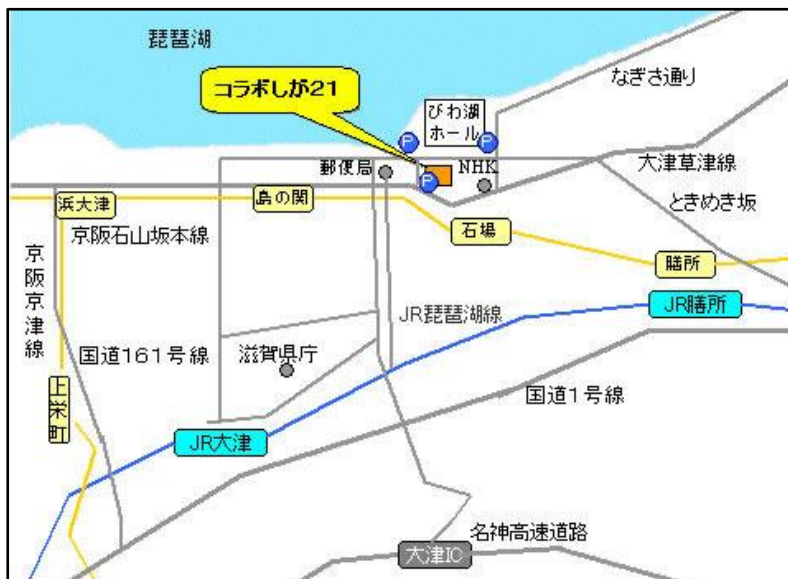 琵琶湖
なぎさ通り
コラボしが21
びわ湖
ホール
P
P
郵便局
NHK
大津草津線
P
浜大津
島の関
ときめき坂
京阪石山坂本線
石場
京阪京津線
膳所
JR琵琶湖線
JR膳所
国道161号線
滋賀県庁
上栄町
国道1号線
JR大津
名神高速道路
大津IC